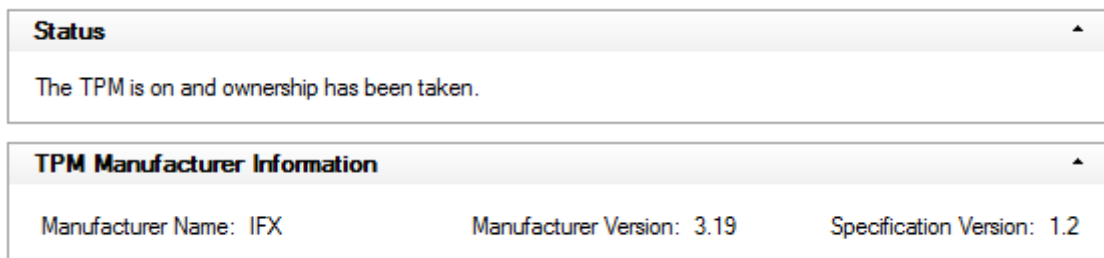 Status
The TPM is on and ownership has been taken.
TPM Manufacturer Information
Manufacturer Name: IFX Manufacturer Version: 3.19 Specification Version: 1.2